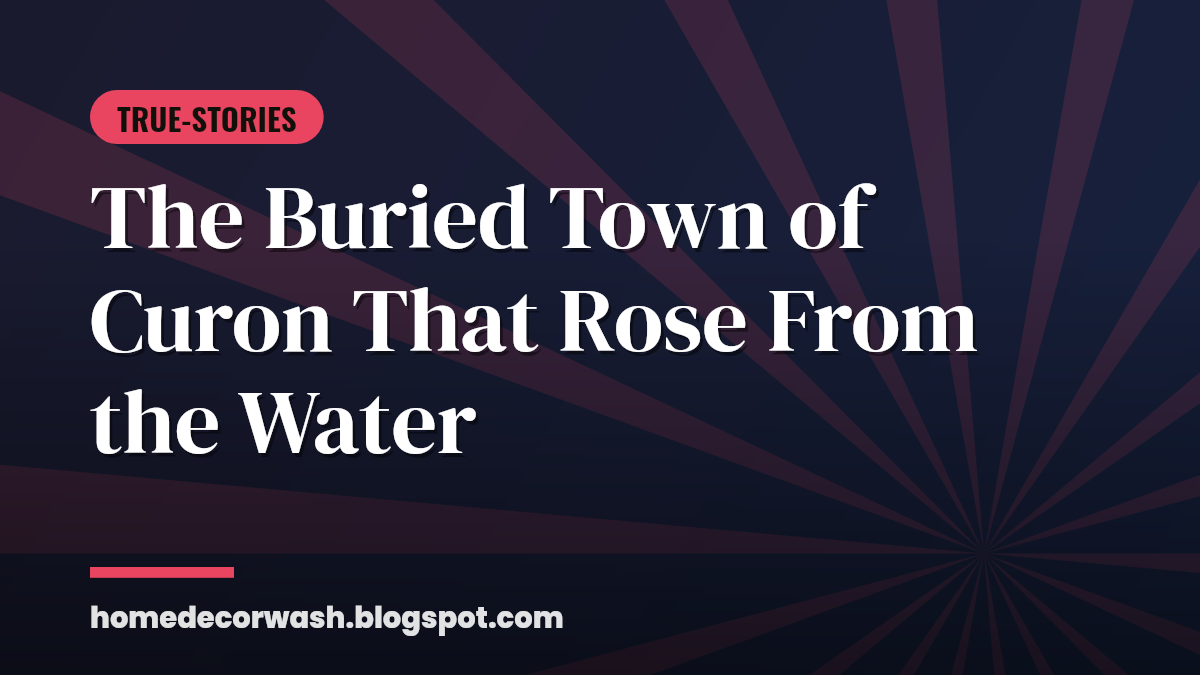 TRUE-STORIES
The Buried Town of
Curon That Rose From
the Water
homedecorwash.blogspot.com